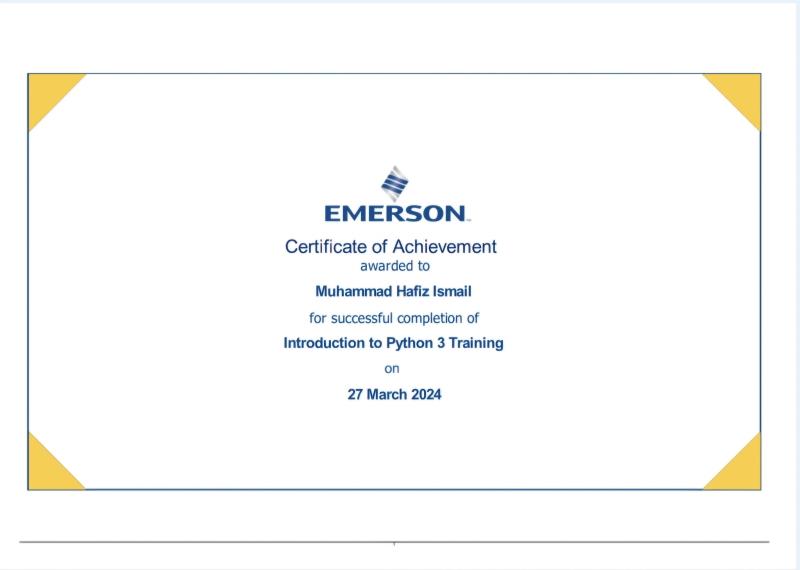 EMERSON
Certificate of Achievement
awarded to
Muhammad Hafiz Ismail
for successful completion of
Introduction to Python 3 Training
on
27 March 2024